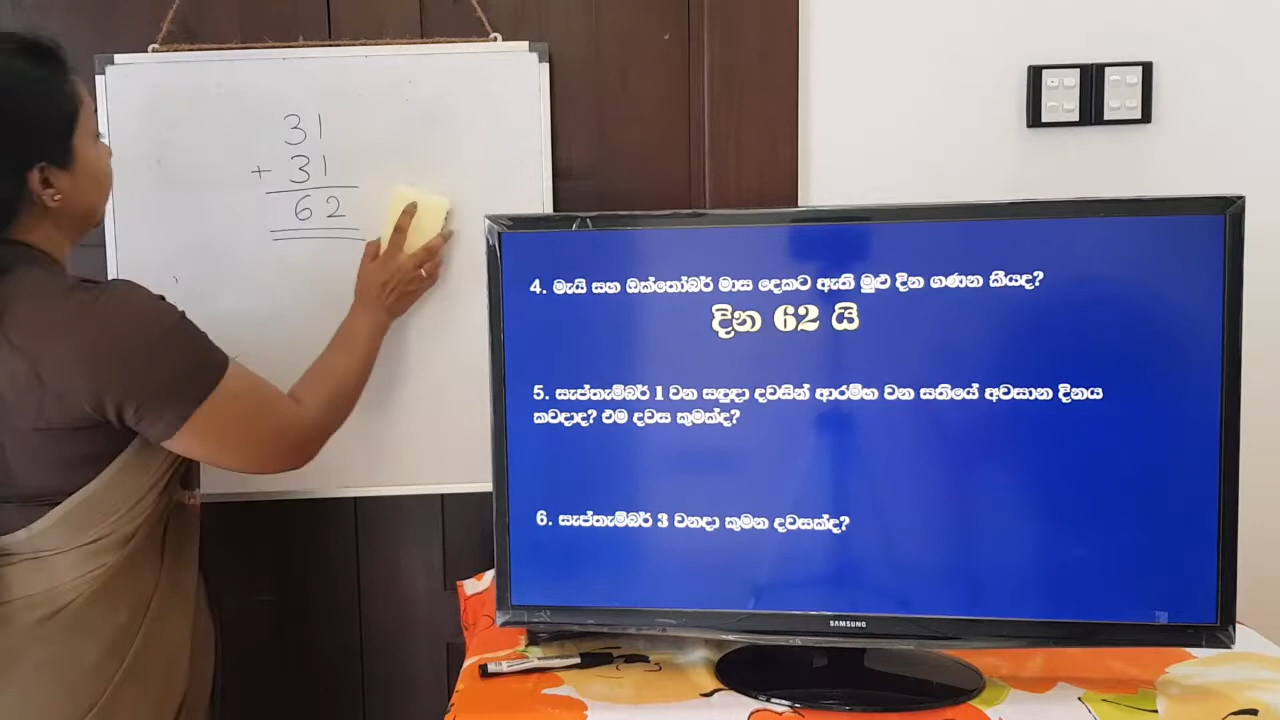 31
+ 31
62
4. මැයි සහ ඔක්තෝබර් මාස දෙකට ඇති මුළු දින ගණන කීයද?
දින 62 යි
5. සැප්තැම්බර් 1 වන සඳුදා දවසින් ආරම්භ වන සතියේ අවසාන දිනය
කවදාද? එම දවස කුමක්ද?
6. සැප්තැම්බර් 3 වනදා කුමන දවසක්ද?
SAMSUNG